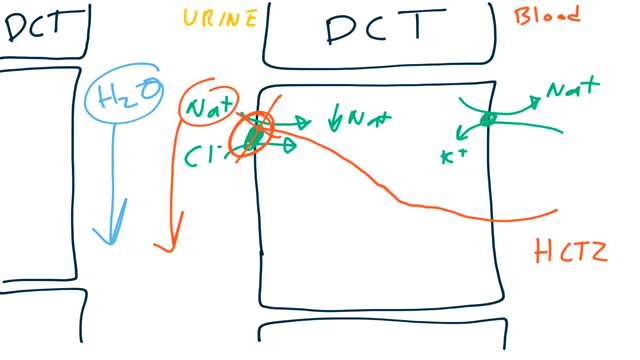 DCT
URINE
DCT
Blood
H2O
Na+
Cl-
↓Na+
Na+
K+
HCTZ